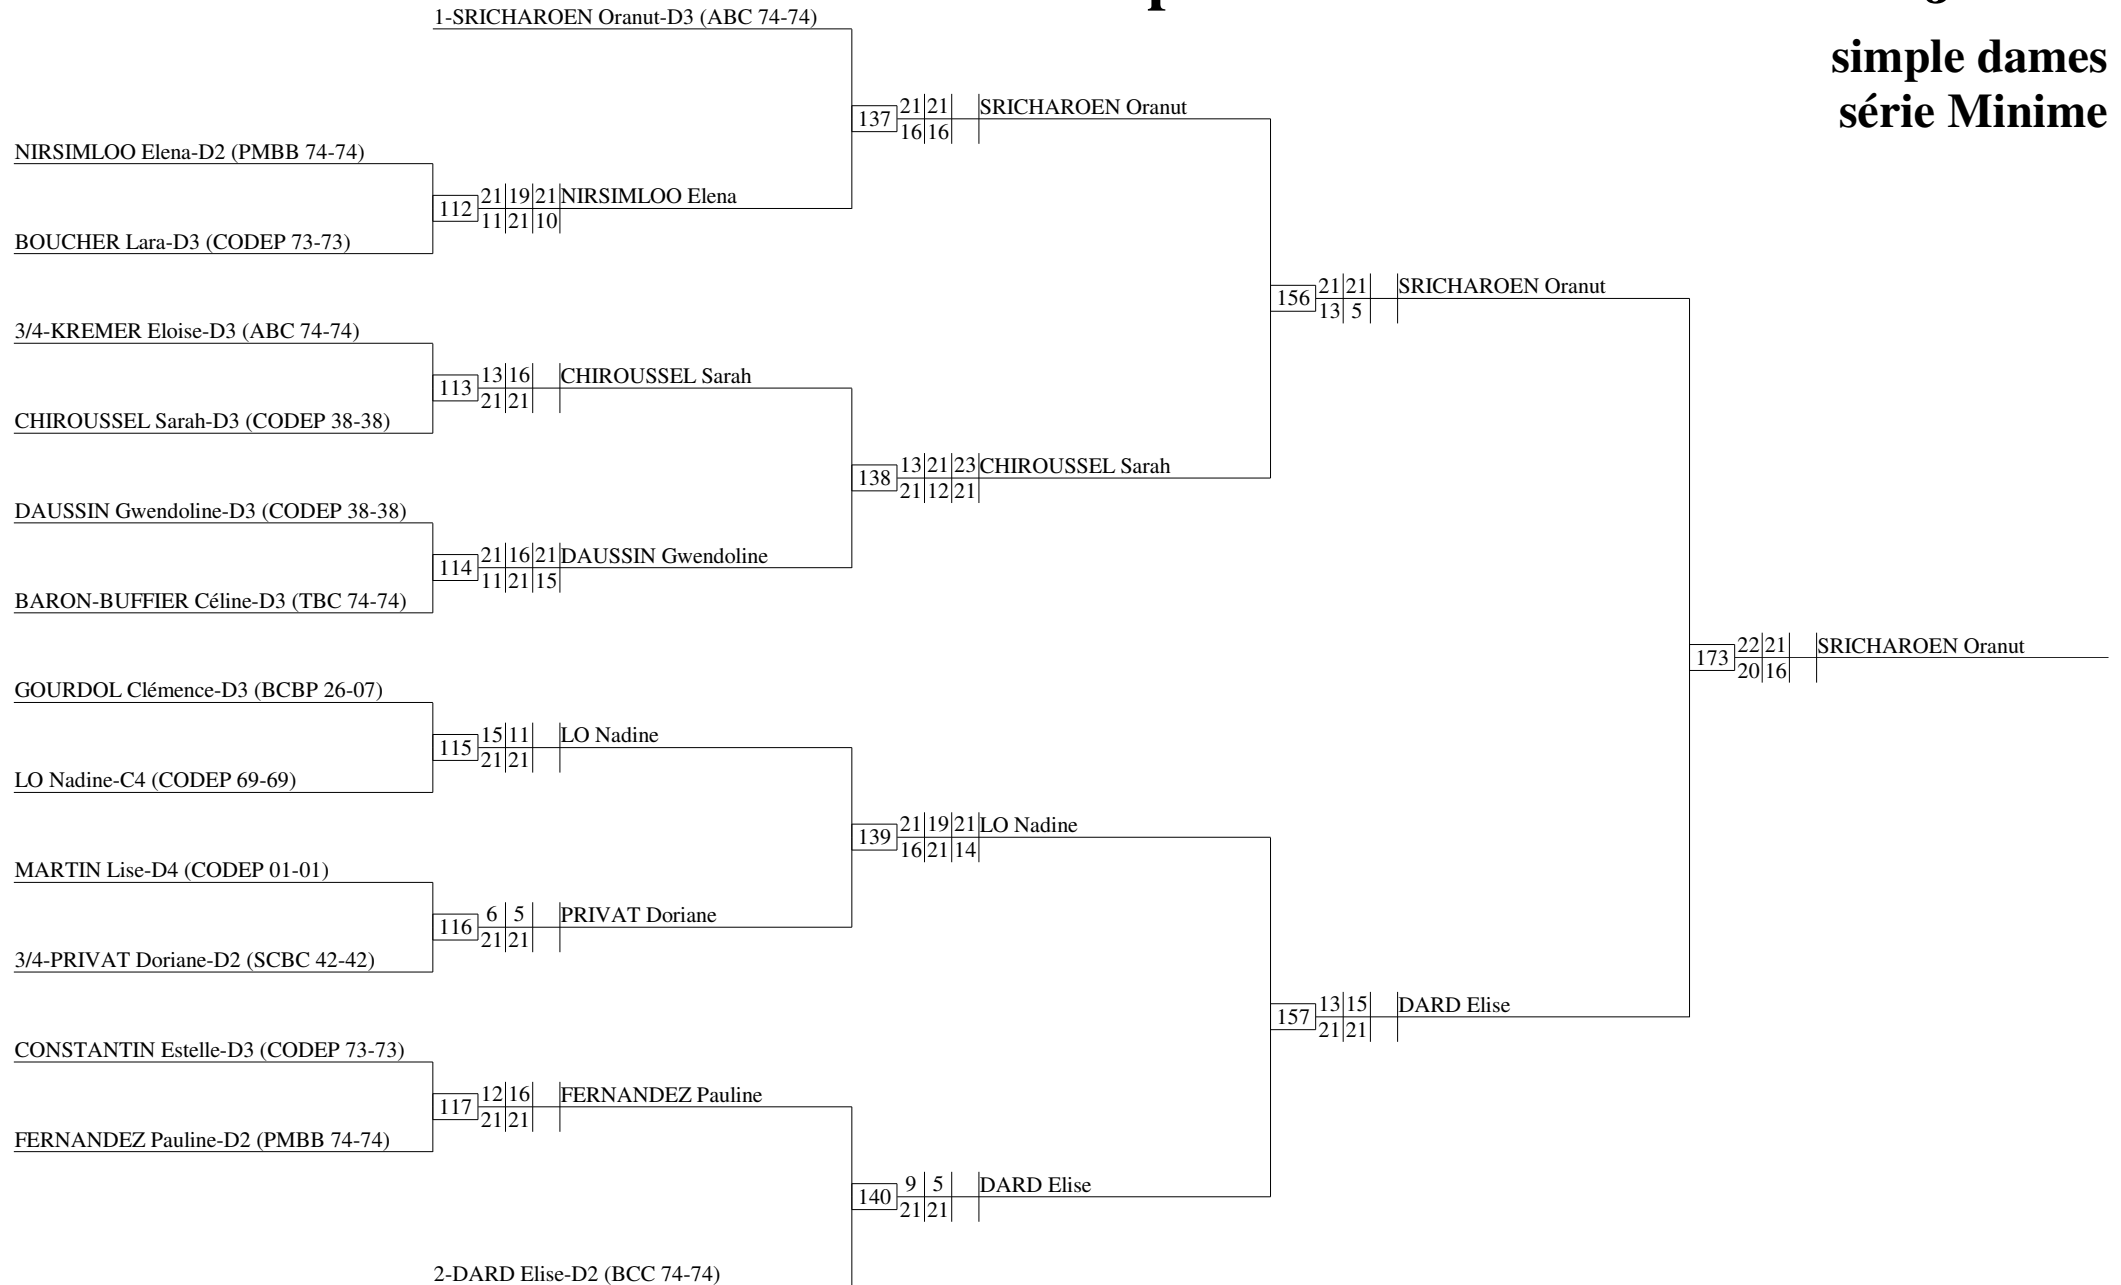 simple dames
série Minime
1-SRICHAROEN Oranut-D3 (ABC 74-74)
137 21 21 SRICHAROEN Oranut
16 16
NIRSIMLOO Elena-D2 (PMBB 74-74)
112 21 19 21 NIRSIMLOO Elena
11 21 10
BOUCHER Lara-D3 (CODEP 73-73)
156 21 21 SRICHAROEN Oranut
13 5
3/4-KREMER Eloise-D3 (ABC 74-74)
113 13 16 CHIROUSSEL Sarah
21 21
CHIROUSSEL Sarah-D3 (CODEP 38-38)
138 13 21 23 CHIROUSSEL Sarah
21 12 21
DAUSSIN Gwendoline-D3 (CODEP 38-38)
114 21 16 21 DAUSSIN Gwendoline
11 21 15
BARON-BUFFIER Céline-D3 (TBC 74-74)
173 22 21 SRICHAROEN Oranut
20 16
GOURDOL Clémence-D3 (BCBP 26-07)
115 15 11 LO Nadine
21 21
LO Nadine-C4 (CODEP 69-69)
139 21 19 21 LO Nadine
16 21 14
MARTIN Lise-D4 (CODEP 01-01)
116 6 5 PRIVAT Doriane
21 21
3/4-PRIVAT Doriane-D2 (SCBC 42-42)
157 13 15 DARD Elise
21 21
CONSTANTIN Estelle-D3 (CODEP 73-73)
117 12 16 FERNANDEZ Pauline
21 21
FERNANDEZ Pauline-D2 (PMBB 74-74)
140 9 5 DARD Elise
21 21
2-DARD Elise-D2 (BCC 74-74)